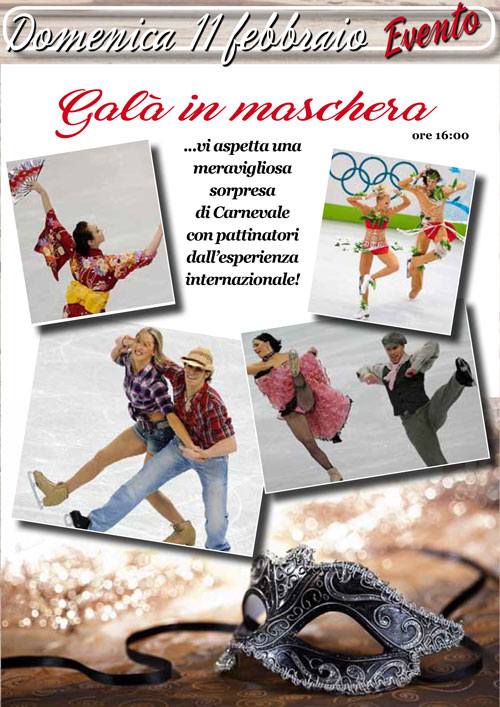 Domenica 11 febbraio Evento
Galà in maschera
ore 16:00
...vi aspetta una
meravigliosa
sorpresa
di Carnevale
con pattinatori
dall'esperienza
internazionale!